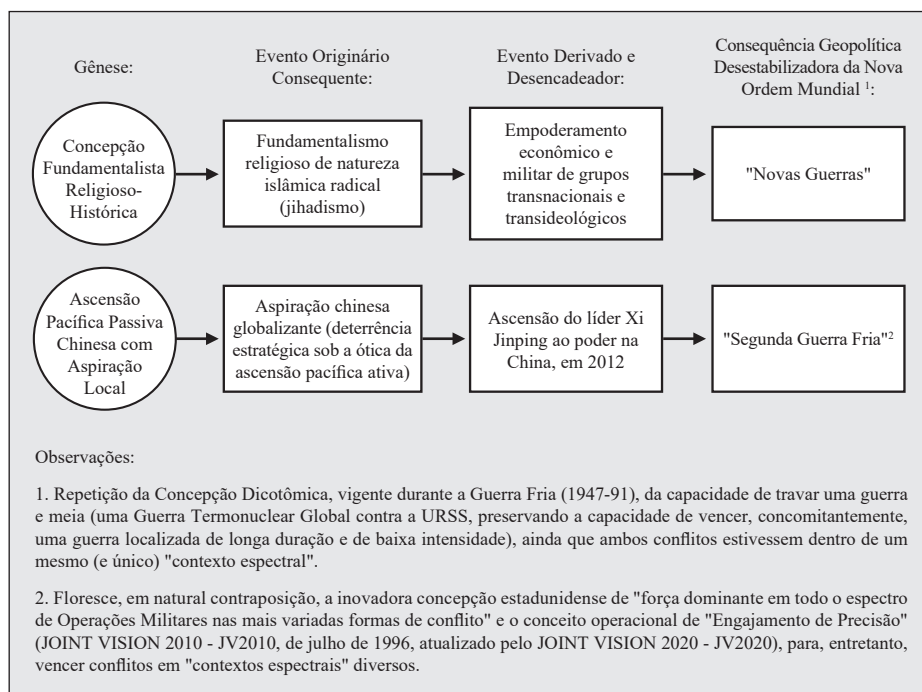 Gênese:
Evento Originário
Consequente:
Evento Derivado e
Desencadeador:
Consequência Geopolítica
Desestabilizadora da Nova
Ordem Mundial ¹:
Concepção
Fundamentalista
Religioso-
Histórica
Fundamentalismo
religioso de natureza
islâmica radical
(jihadismo)
Empoderamento
econômico e
militar de grupos
transnacionais e
transideológicos
"Novas Guerras"
Ascensão
Pacífica Passiva
Chinesa com
Aspiração
Local
Aspiração chinesa
globalizante (deterrência
estratégica sob a ótica da
ascensão pacífica ativa)
Ascensão do líder Xi
Jinping ao poder na
China, em 2012
"Segunda Guerra Fria"²
Observações:
1. Repetição da Concepção Dicotômica, vigente durante a Guerra Fria (1947-91), da capacidade de travar uma guerra
e meia (uma Guerra Termonuclear Global contra a URSS, preservando a capacidade de vencer, concomitantemente,
uma guerra localizada de longa duração e de baixa intensidade), ainda que ambos conflitos estivessem dentro de um
mesmo (e único) "contexto espectral".
2. Floresce, em natural contraposição, a inovadora concepção estadunidense de "força dominante em todo o espectro
de Operações Militares nas mais variadas formas de conflito" e o conceito operacional de "Engajamento de Precisão"
(JOINT VISION 2010 - JV2010, de julho de 1996, atualizado pelo JOINT VISION 2020 - JV2020), para, entretanto,
vencer conflitos em "contextos espectrais" diversos.